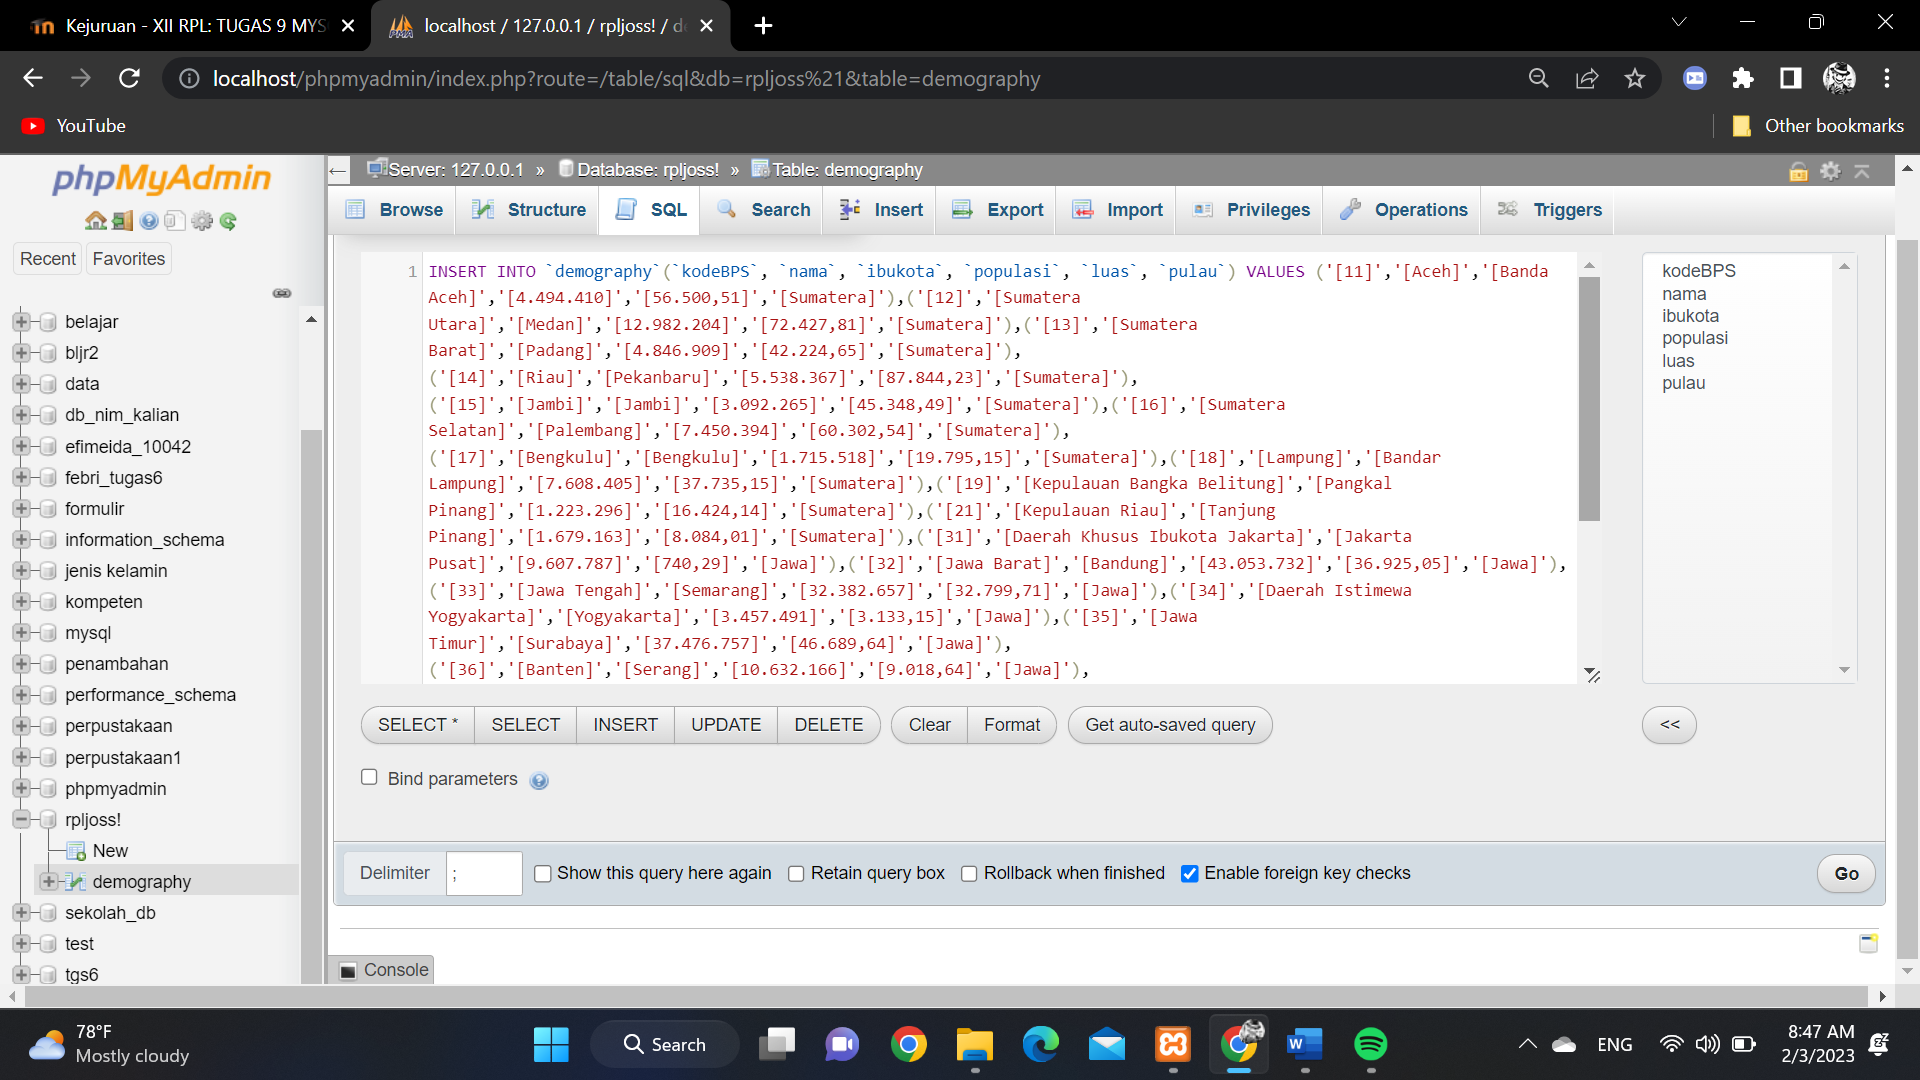 Kejuruan - XII RPL: TUGAS 9 MYS
localhost / 127.0.0.1 / rpljoss! / de
localhost/phpmyadmin/index.php?route=/table/sql&db=rpljoss%21&table=demography
YouTube
Other bookmarks
phpMyAdmin
Recent
Favorites
belajar
bljr2
data
db_nim_kalian
efimeida_10042
febri_tugas6
formulir
information_schema
jenis kelamin
kompeten
mysql
penambahan
performance_schema
perpustakaan
perpustakaan1
phpmyadmin
rpljoss!
New
demography
sekolah_db
test
tgs6
Server: 127.0.0.1 » Database: rpljoss! » Table: demography
Browse
Structure
SQL
Search
Insert
Export
Import
Privileges
Operations
Triggers
1 INSERT INTO `demography`(`kodeBPS`, `nama`, `ibukota`, `populasi`, `luas`, `pulau`) VALUES ('[11]','[Aceh]','[Banda
Aceh]','[4.494.410]','[56.500,51]','[Sumatera]'),('[12]','[Sumatera
Utara]','[Medan]','[12.982.204]','[72.427,81]','[Sumatera]'),('[13]','[Sumatera
Barat]','[Padang]','[4.846.909]','[42.224,65]','[Sumatera]'),
('[14]','[Riau]','[Pekanbaru]','[5.538.367]','[87.844,23]','[Sumatera]'),
('[15]','[Jambi]','[Jambi]','[3.092.265]','[45.348,49]','[Sumatera]'),('[16]','[Sumatera
Selatan]','[Palembang]','[7.450.394]','[60.302,54]','[Sumatera]'),
('[17]','[Bengkulu]','[Bengkulu]','[1.715.518]','[19.795,15]','[Sumatera]'),('[18]','[Lampung]','[Bandar
Lampung]','[7.608.405]','[37.735,15]','[Sumatera]'),('[19]','[Kepulauan Bangka Belitung]','[Pangkal
Pinang]','[1.223.296]','[16.424,14]','[Sumatera]'),('[21]','[Kepulauan Riau]','[Tanjung
Pinang]','[1.679.163]','[8.084,01]','[Sumatera]'),('[31]','[Daerah Khusus Ibukota Jakarta]','[Jakarta
Pusat]','[9.607.787]','[740,29]','[Jawa]'),('[32]','[Jawa Barat]','[Bandung]','[43.053.732]','[36.925,05]','[Jawa]'),
('[33]','[Jawa Tengah]','[Semarang]','[32.382.657]','[32.799,71]','[Jawa]'),('[34]','[Daerah Istimewa
Yogyakarta]','[Yogyakarta]','[3.457.491]','[3.133,15]','[Jawa]'),('[35]','[Jawa
Timur]','[Surabaya]','[37.476.757]','[46.689,64]','[Jawa]'),
('[36]','[Banten]','[Serang]','[10.632.166]','[9.018,64]','[Jawa]'),
kodeBPS
nama
ibukota
populasi
luas
pulau
SELECT *
SELECT
INSERT
UPDATE
DELETE
Clear
Format
Get auto-saved query
<<
Bind parameters
Delimiter
;
Show this query here again
Retain query box
Rollback when finished
Enable foreign key checks
Go
Console
78°F
Mostly cloudy
Search
ENG
8:47 AM
2/3/2023